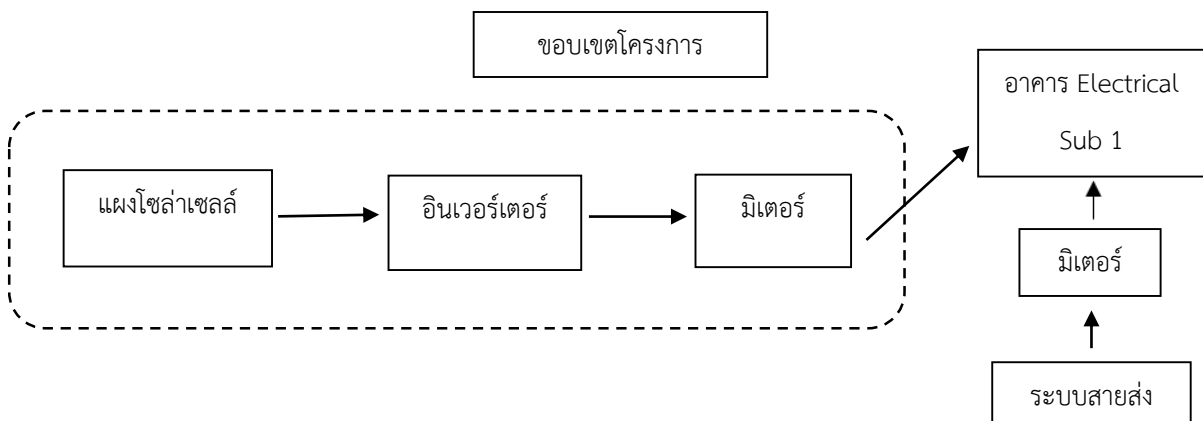 ขอบเขตโครงการ
อาคาร Electrical
Sub 1
แผงโซล่าเซลล์
อินเวอร์เตอร์
มิเตอร์
มิเตอร์
ระบบสายส่ง